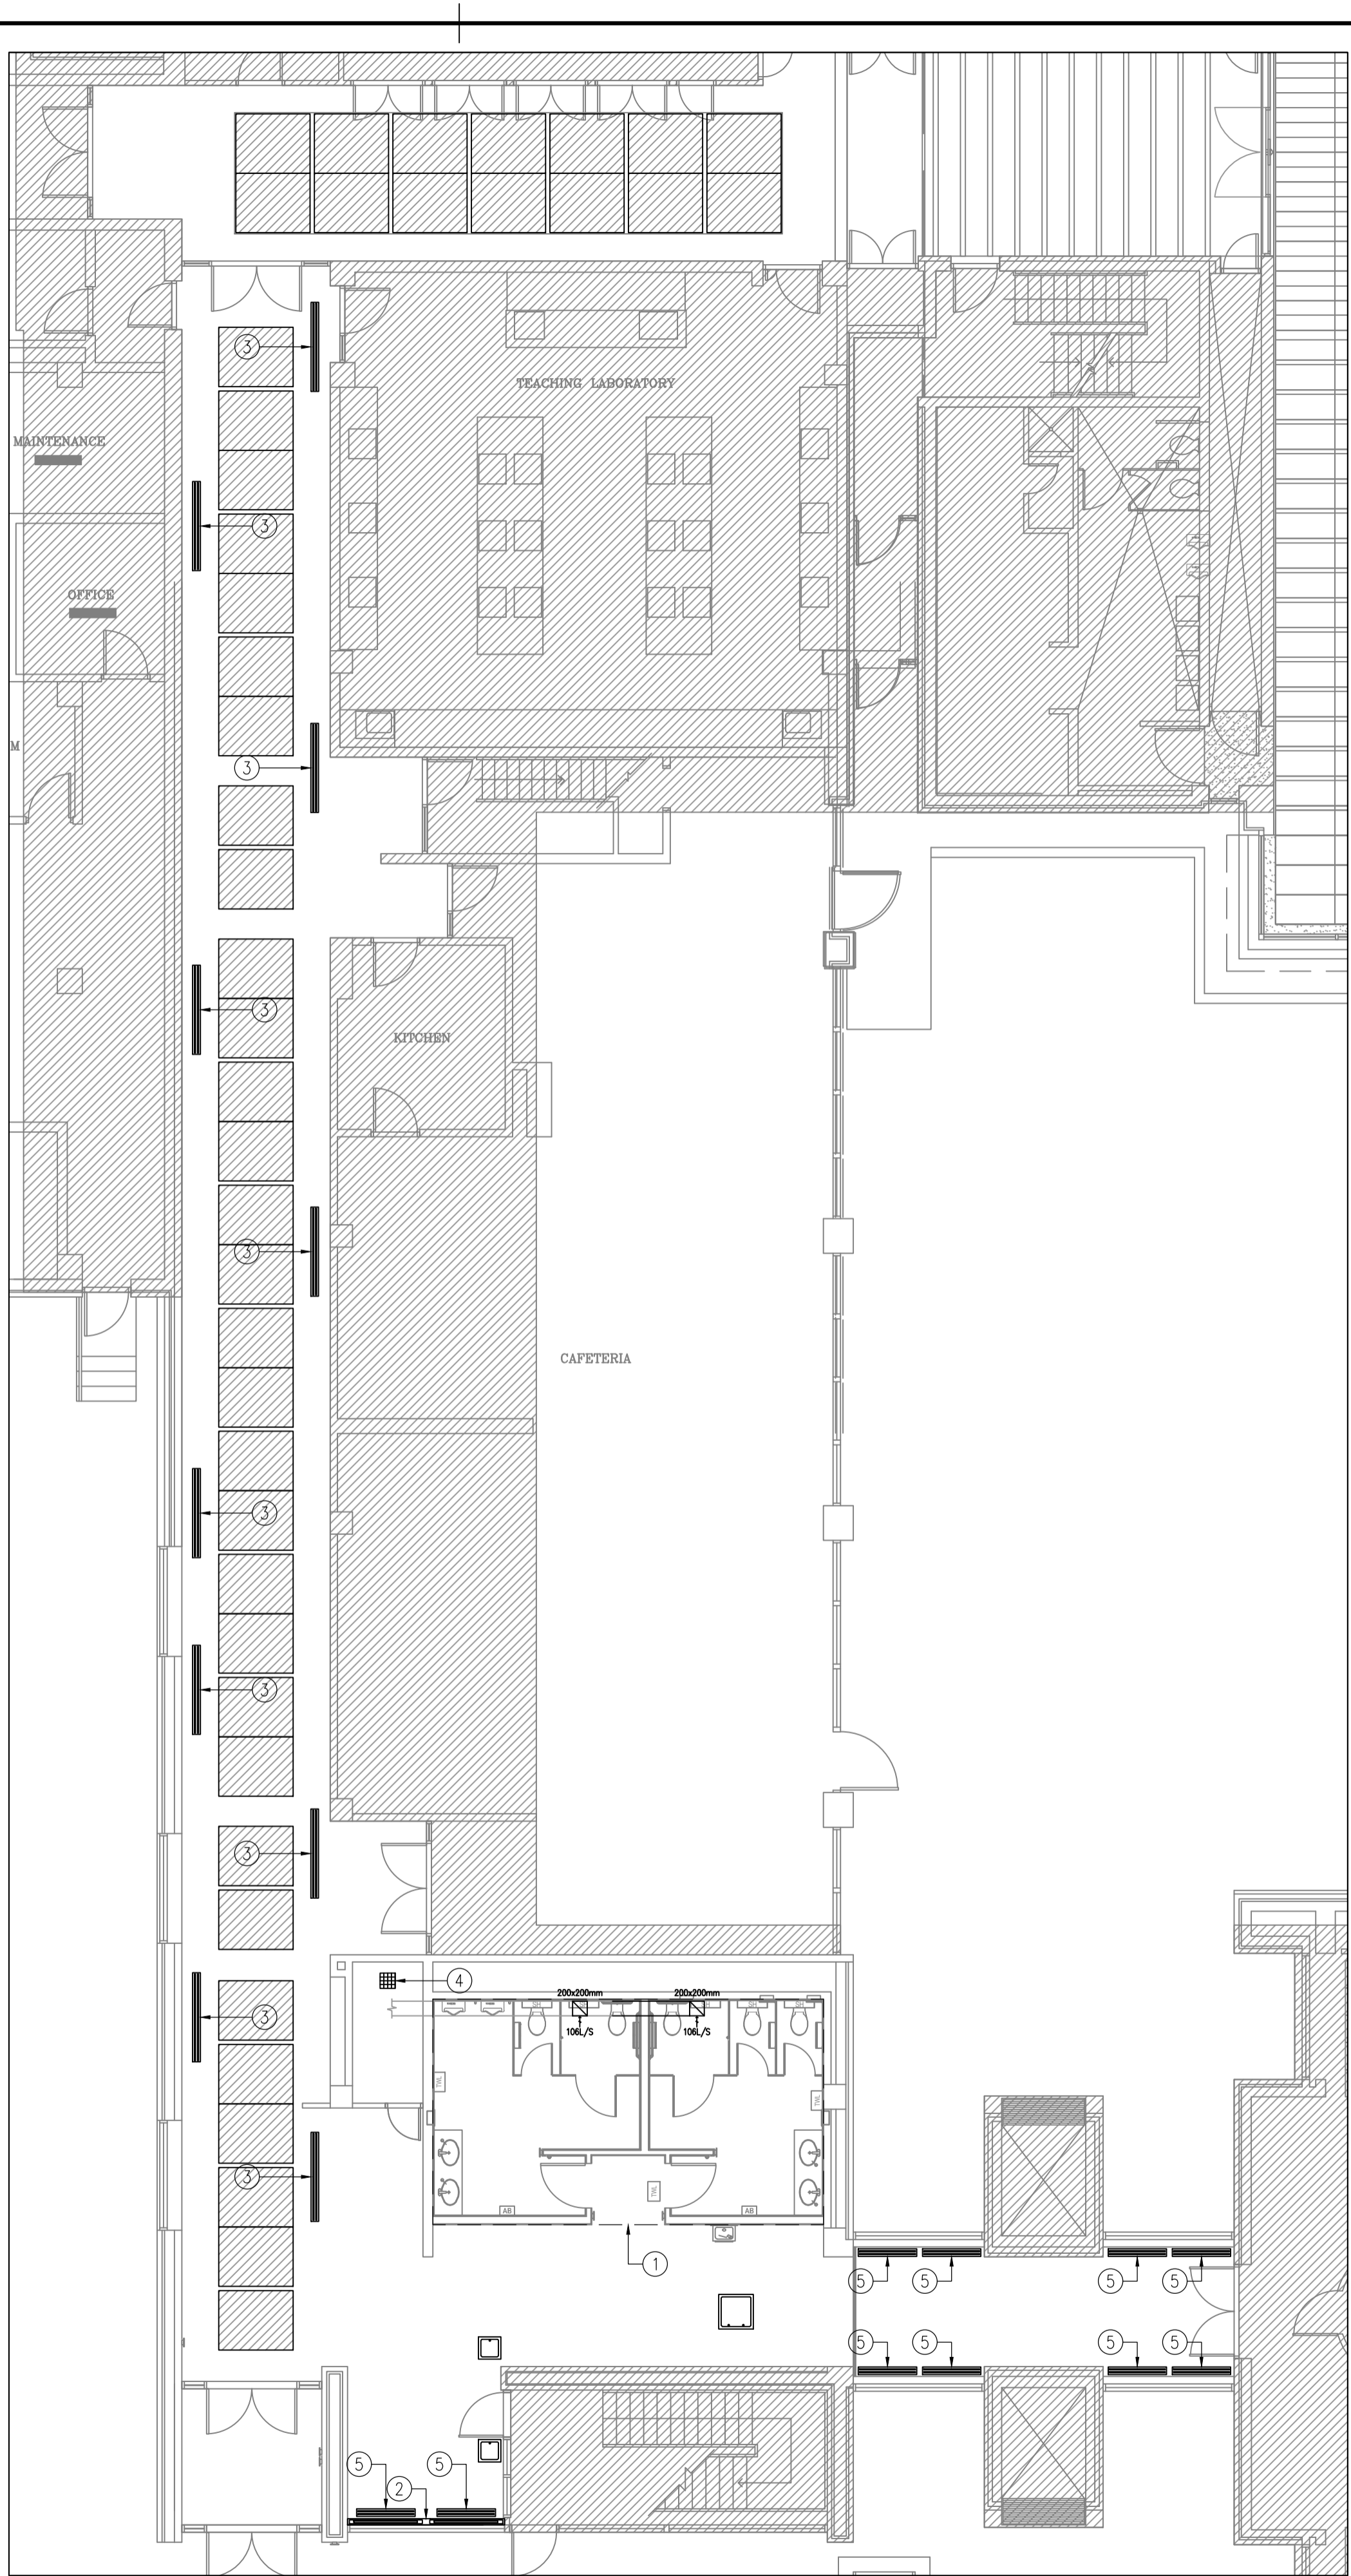 3
TEACHING LABORATORY
MAINTENANCE
3
OFFICE
M
3
3
KITCHEN
3
CAFETERIA
3
3
3
4
200x200mm
200x200mm
SH
SH
SH
SH
106L/S
106L/S
3
TWL
TWL
3
TWL
AB
AB
1
5
5
5
5
5
5
5
5
5
5
2